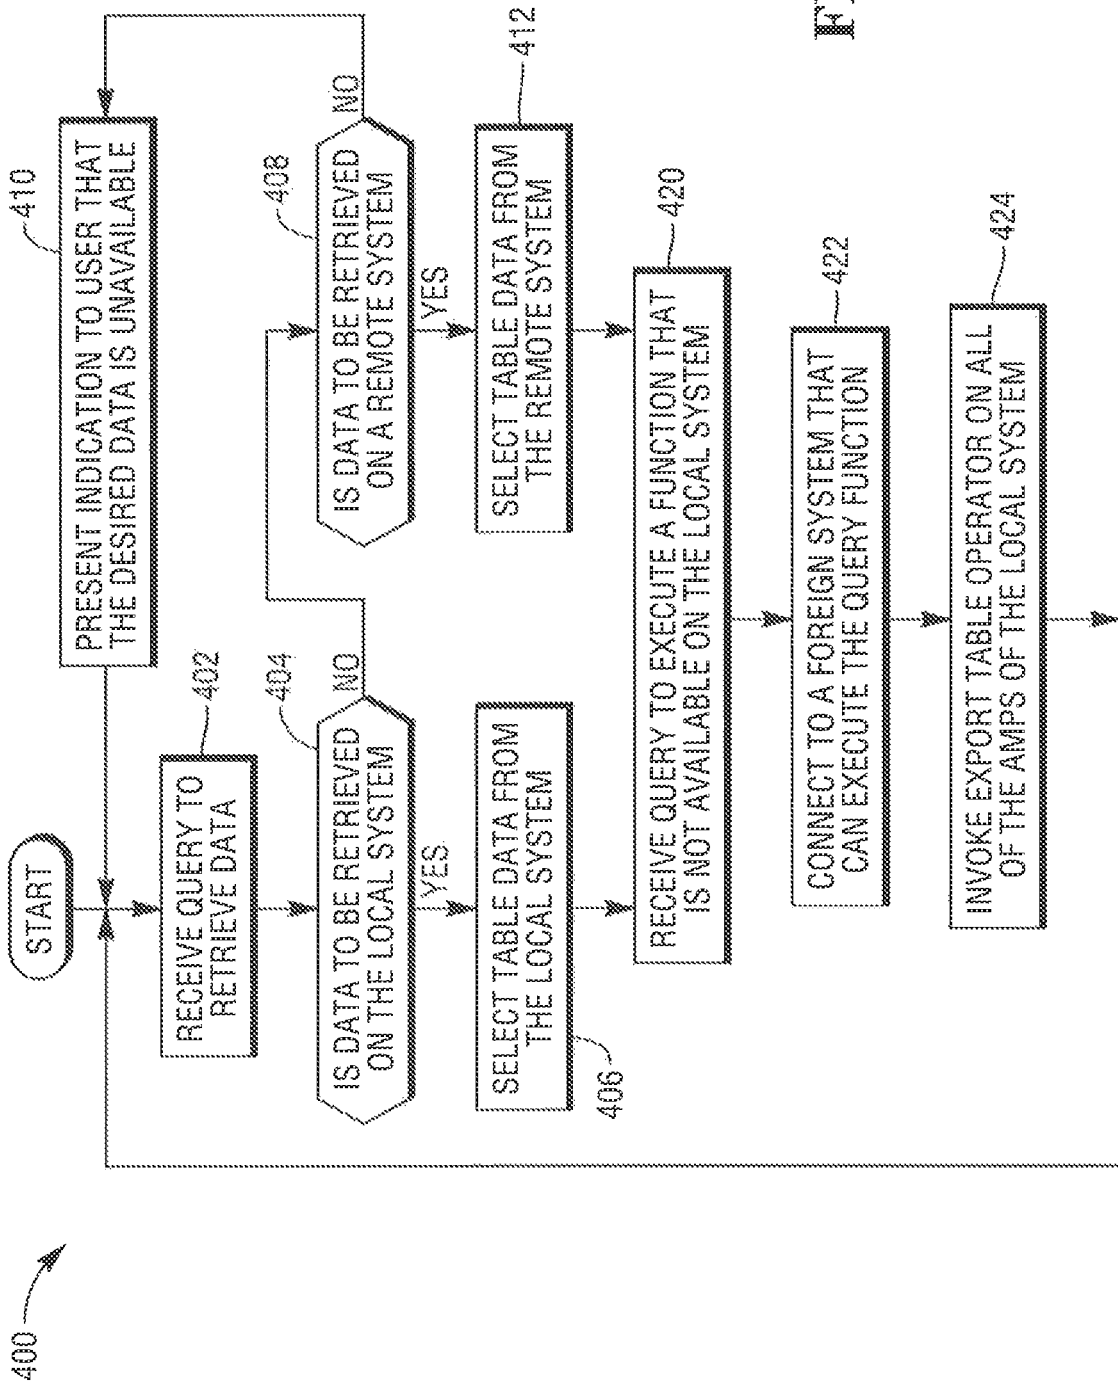 400
START
PRESENT INDICATION TO USER THAT
THE DESIRED DATA IS UNAVAILABLE
410
RECEIVE QUERY TO
RETRIEVE DATA
402
IS DATA TO BE RETRIEVED
ON THE LOCAL SYSTEM
404
NO
YES
IS DATA TO BE RETRIEVED
ON A REMOTE SYSTEM
408
NO
YES
SELECT TABLE DATA FROM
THE LOCAL SYSTEM
406
SELECT TABLE DATA FROM
THE REMOTE SYSTEM
412
RECEIVE QUERY TO EXECUTE A FUNCTION THAT
IS NOT AVAILABLE ON THE LOCAL SYSTEM
420
CONNECT TO A FOREIGN SYSTEM THAT
CAN EXECUTE THE QUERY FUNCTION
422
INVOKE EXPORT TABLE OPERATOR ON ALL
OF THE AMPS OF THE LOCAL SYSTEM
424